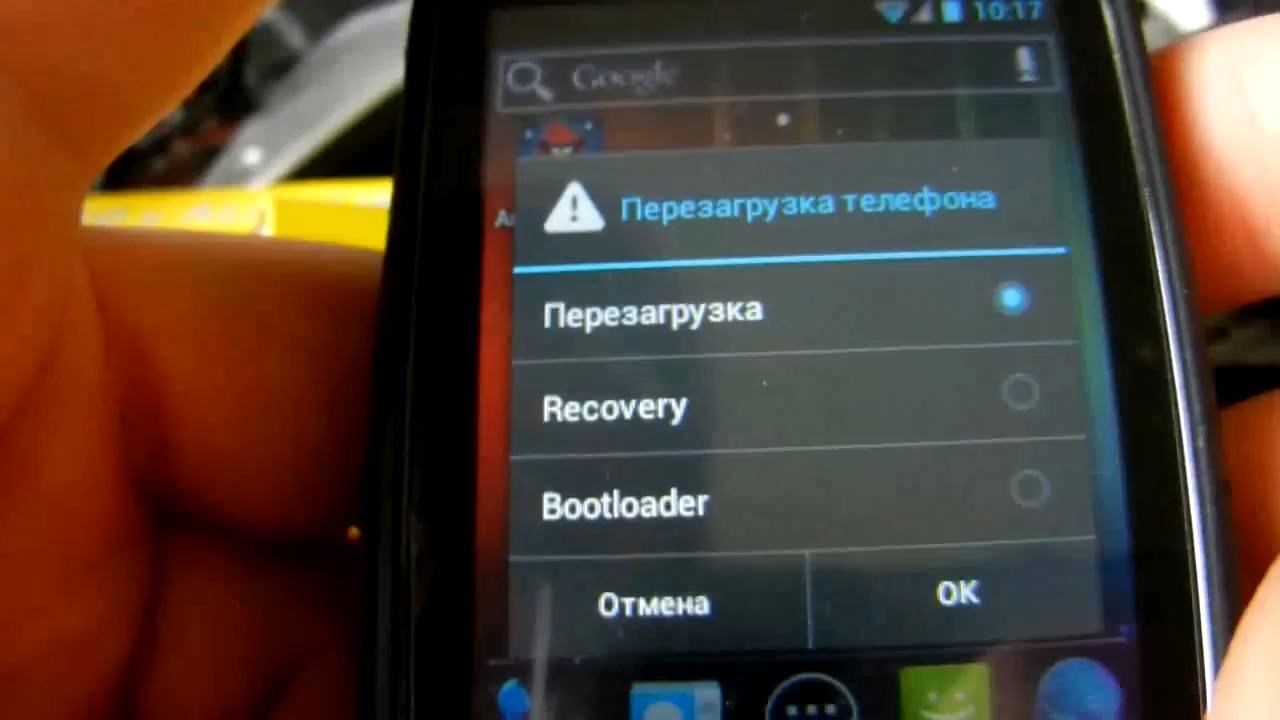 10:17
Google
Перезагрузка телефона
Перезагрузка
Recovery
Bootloader
Отмена
OK